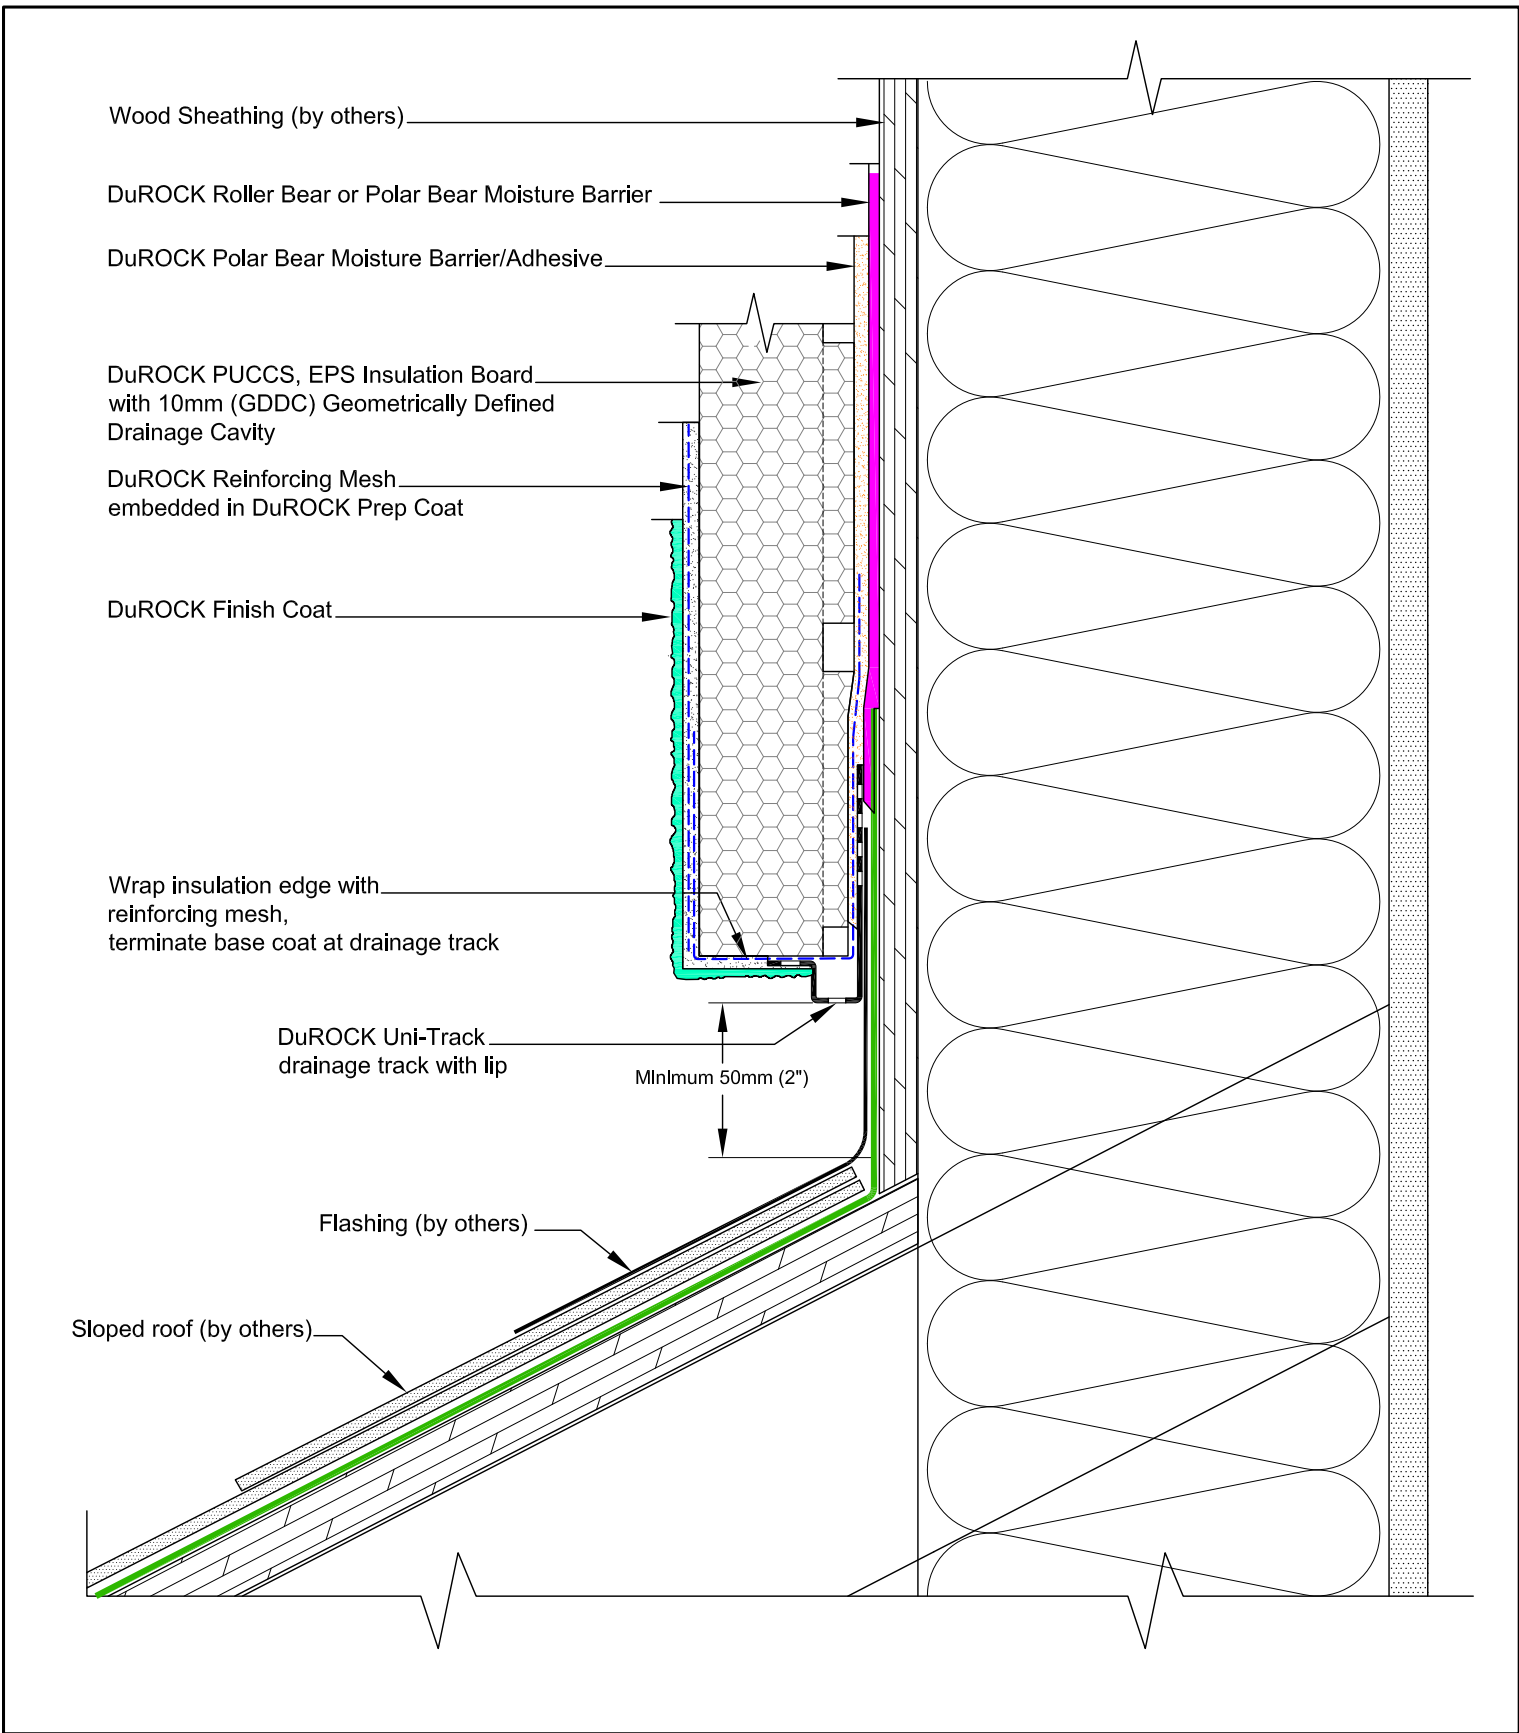 Wood Sheathing (by others)
DuROCK Roller Bear or Polar Bear Moisture Barrier
DuROCK Polar Bear Moisture Barrier/Adhesive
DuROCK PUCCS, EPS Insulation Board
with 10mm (GDDC) Geometrically Defined
Drainage Cavity
DuROCK Reinforcing Mesh
embedded in DuROCK Prep Coat
DuROCK Finish Coat
Wrap insulation edge with
reinforcing mesh,
terminate base coat at drainage track
DuROCK Uni-Track
drainage track with lip
Minimum 50mm (2")
Flashing (by others)
Sloped roof (by others)